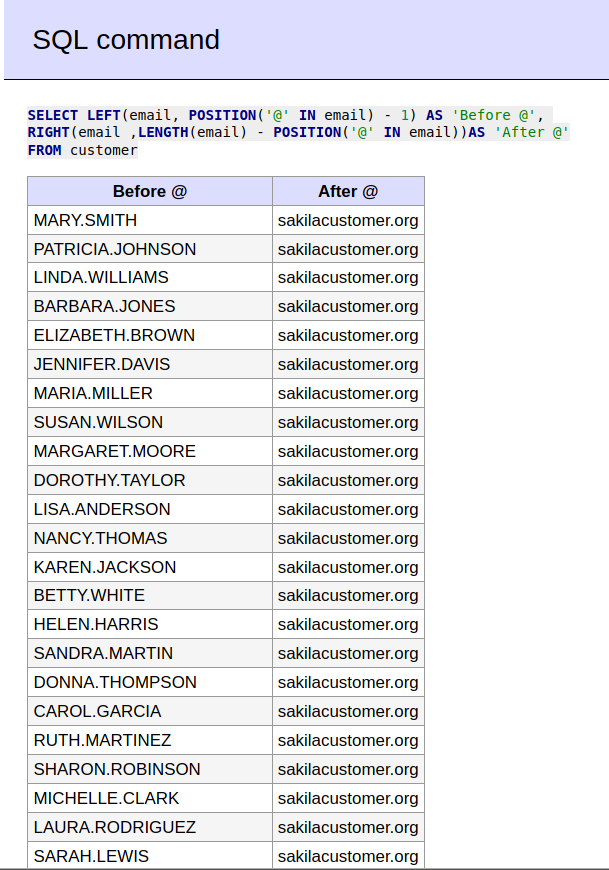 SQL command
SELECT LEFT(email, POSITION('@' IN email) - 1) AS 'Before @',
RIGHT(email ,LENGTH(email) - POSITION('@' IN email))AS 'After @'
FROM customer
Before @ After @
MARY.SMITH sakilacustomer.org
PATRICIA.JOHNSON sakilacustomer.org
LINDA.WILLIAMS sakilacustomer.org
BARBARA.JONES sakilacustomer.org
ELIZABETH.BROWN sakilacustomer.org
JENNIFER.DAVIS sakilacustomer.org
MARIA.MILLER sakilacustomer.org
SUSAN.WILSON sakilacustomer.org
MARGARET.MOORE sakilacustomer.org
DOROTHY.TAYLOR sakilacustomer.org
LISA.ANDERSON sakilacustomer.org
NANCY.THOMAS sakilacustomer.org
KAREN.JACKSON sakilacustomer.org
BETTY.WHITE sakilacustomer.org
HELEN.HARRIS sakilacustomer.org
SANDRA.MARTIN sakilacustomer.org
DONNA.THOMPSON sakilacustomer.org
CAROL.GARCIA sakilacustomer.org
RUTH.MARTINEZ sakilacustomer.org
SHARON.ROBINSON sakilacustomer.org
MICHELLE.CLARK sakilacustomer.org
LAURA.RODRIGUEZ sakilacustomer.org
SARAH.LEWIS sakilacustomer.org